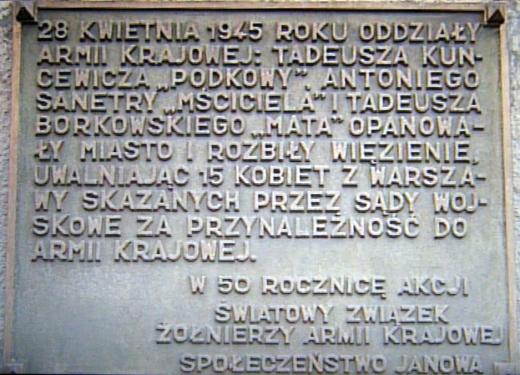 28 KWIETNIA 1945 ROKU ODDZIAŁY
ARMII KRAJOWEJ: TADEUSZA KUN-
CEWICZA „PODKOWY”, ANTONIEGO
SANETRY „MŚCICIELA” I TADEUSZA
BORKOWSKIEGO „MATA” OPANOWA-
ŁY MIASTO I ROZBIŁY WIĘZIENIE,
UWALNIAJĄC 15 KOBIET Z WARSZA-
WY SKAZANYCH PRZEZ SĄDY WOJ-
SKOWE ZA PRZYNALEŻNOŚĆ DO
ARMII KRAJOWEJ.
W 50 ROCZNICĘ AKCJI
ŚWIATOWY ZWIĄZEK
ŻOŁNIERZY ARMII KRAJOWEJ
SPOŁECZEŃSTWO JANOWA